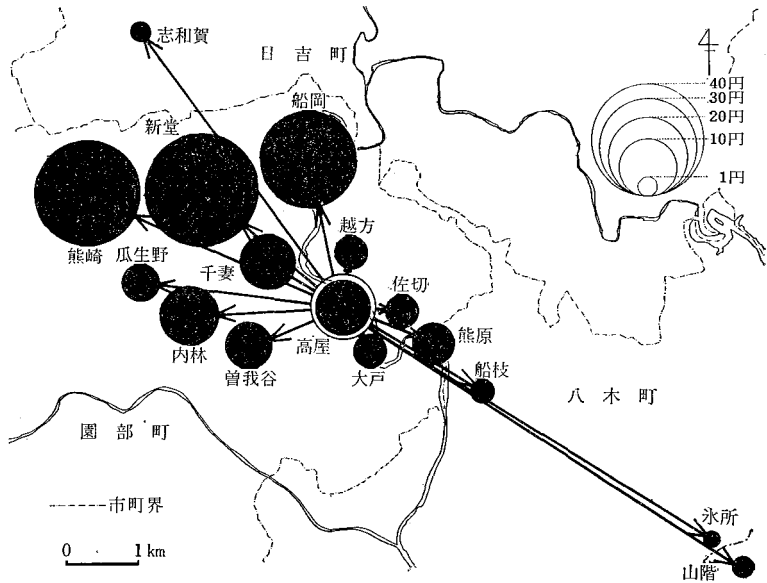 志和賀
日吉町
船岡
新堂
4
40円
30円
20円
10円
1円
熊崎
瓜生野
千妻
越方
佐切
内林
曽我谷
高屋
大戸
熊原
船枝
八木町
園部町
氷所
山階
市町界
0 1km